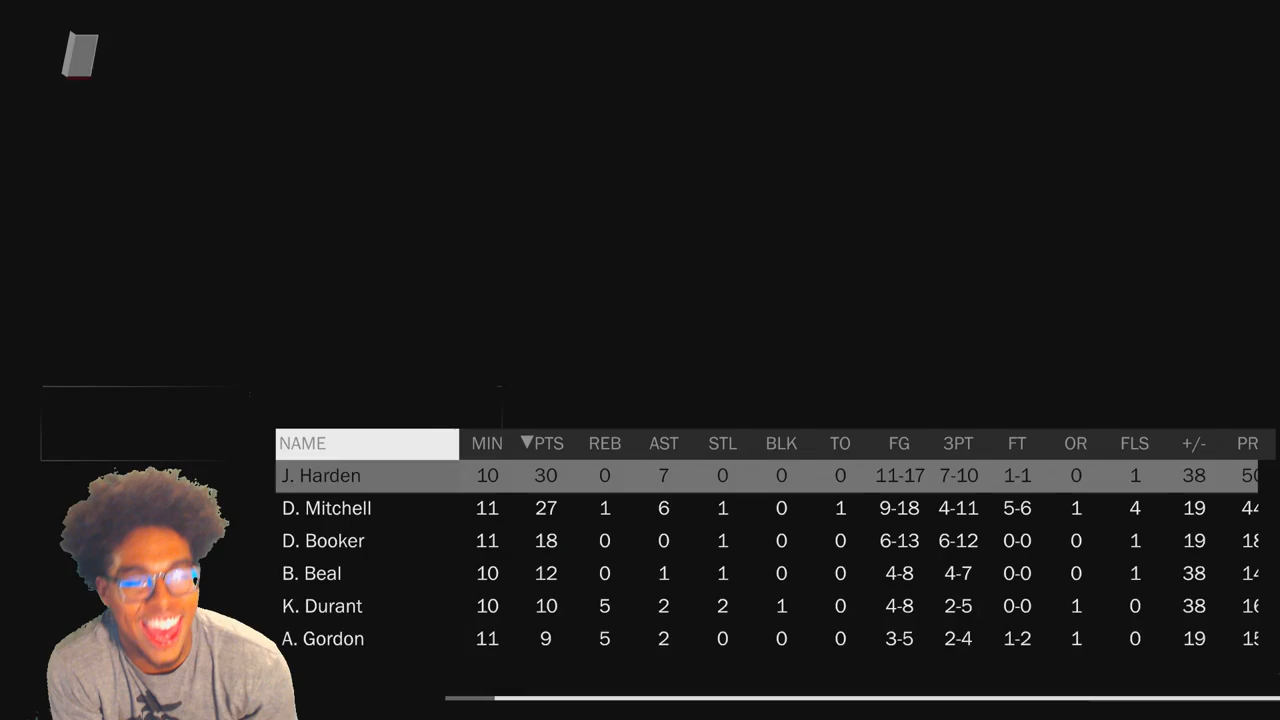 NAME MIN ▼PTS REB AST STL BLK TO FG 3PT FT OR FLS +/- PR
J. Harden 10 30 0 7 0 0 0 11-17 7-10 1-1 0 1 38
D. Mitchell 11 27 1 6 1 0 1 9-18 4-11 5-6 1 4 19 44
D. Booker 11 18 0 0 1 0 0 6-13 6-12 0-0 0 1 19
B. Beal 10 12 0 1 1 0 0 4-8 4-7 0-0 0 1 38 14
K. Durant 10 10 5 2 2 1 0 4-8 2-5 0-0 1 0 38
A. Gordon 11 9 5 2 0 0 0 3-5 2-4 1-2 1 0 19